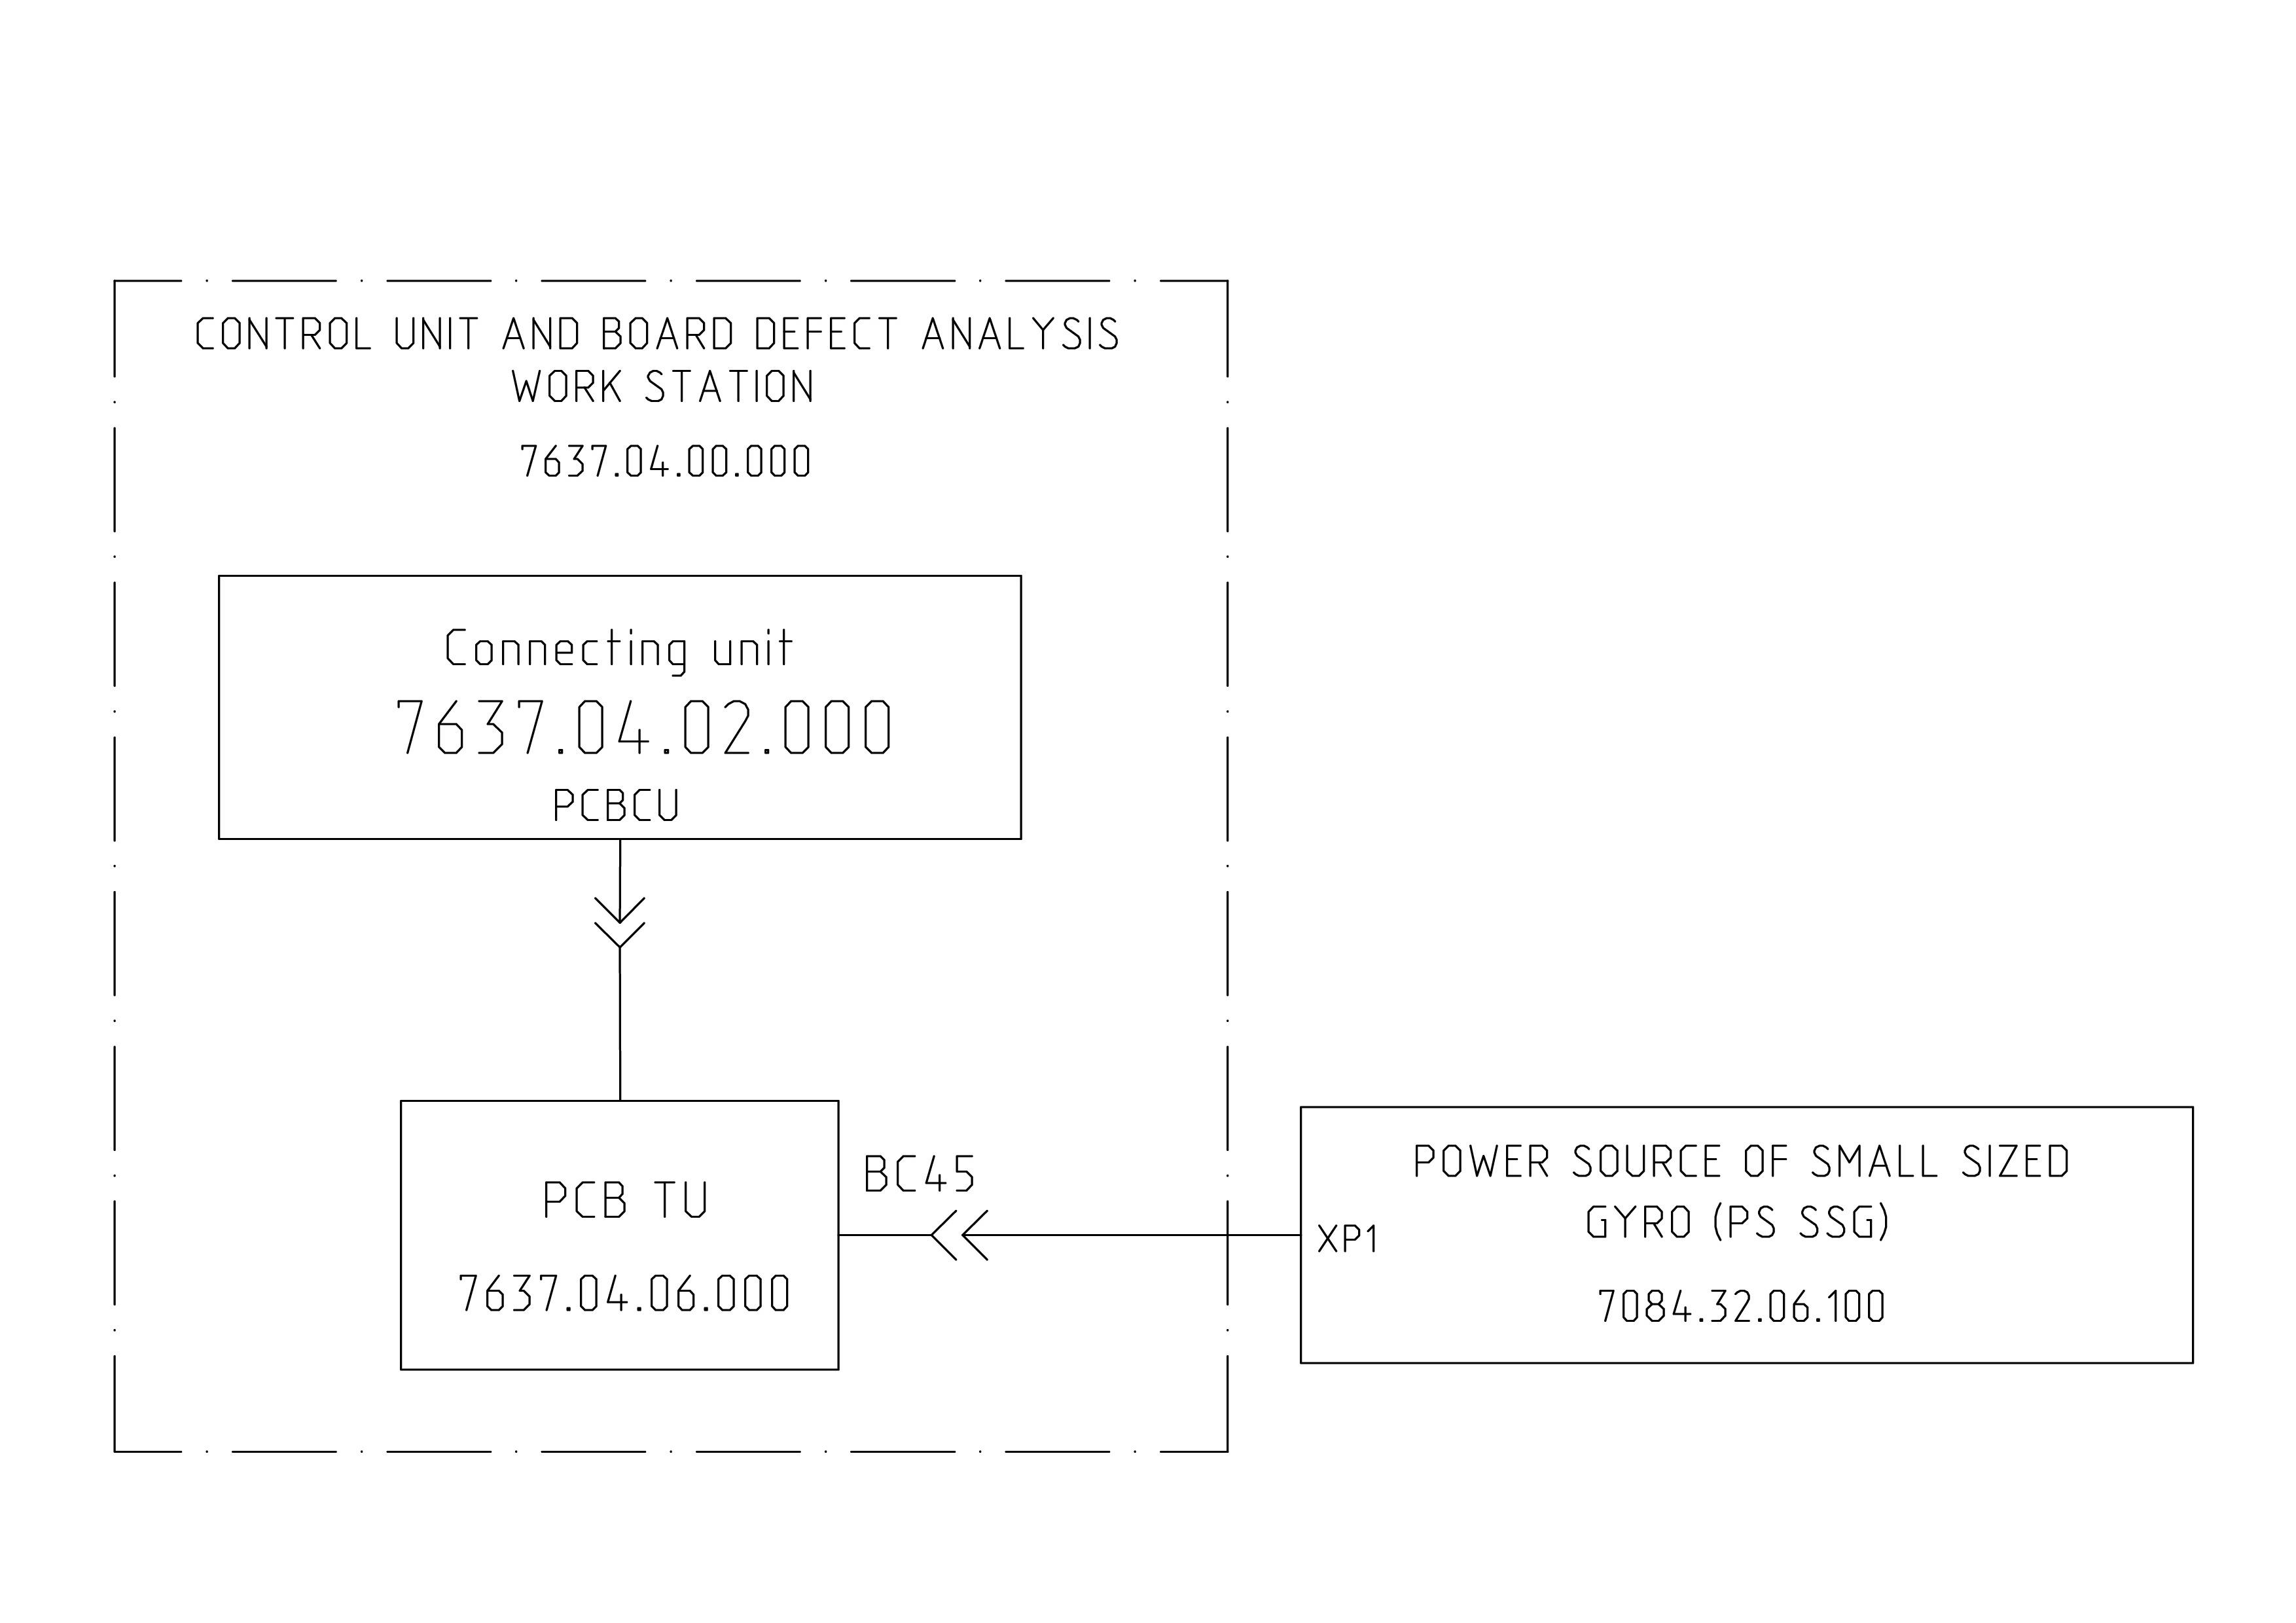 CONTROL UNIT AND BOARD DEFECT ANALYSIS
WORK STATION
7637.04.00.000
Connecting unit
7637.04.02.000
PCBCU
PCB TU
7637.04.06.000
BC45
XP1
POWER SOURCE OF SMALL SIZED
GYRO (PS SSG)
7084.32.06.100